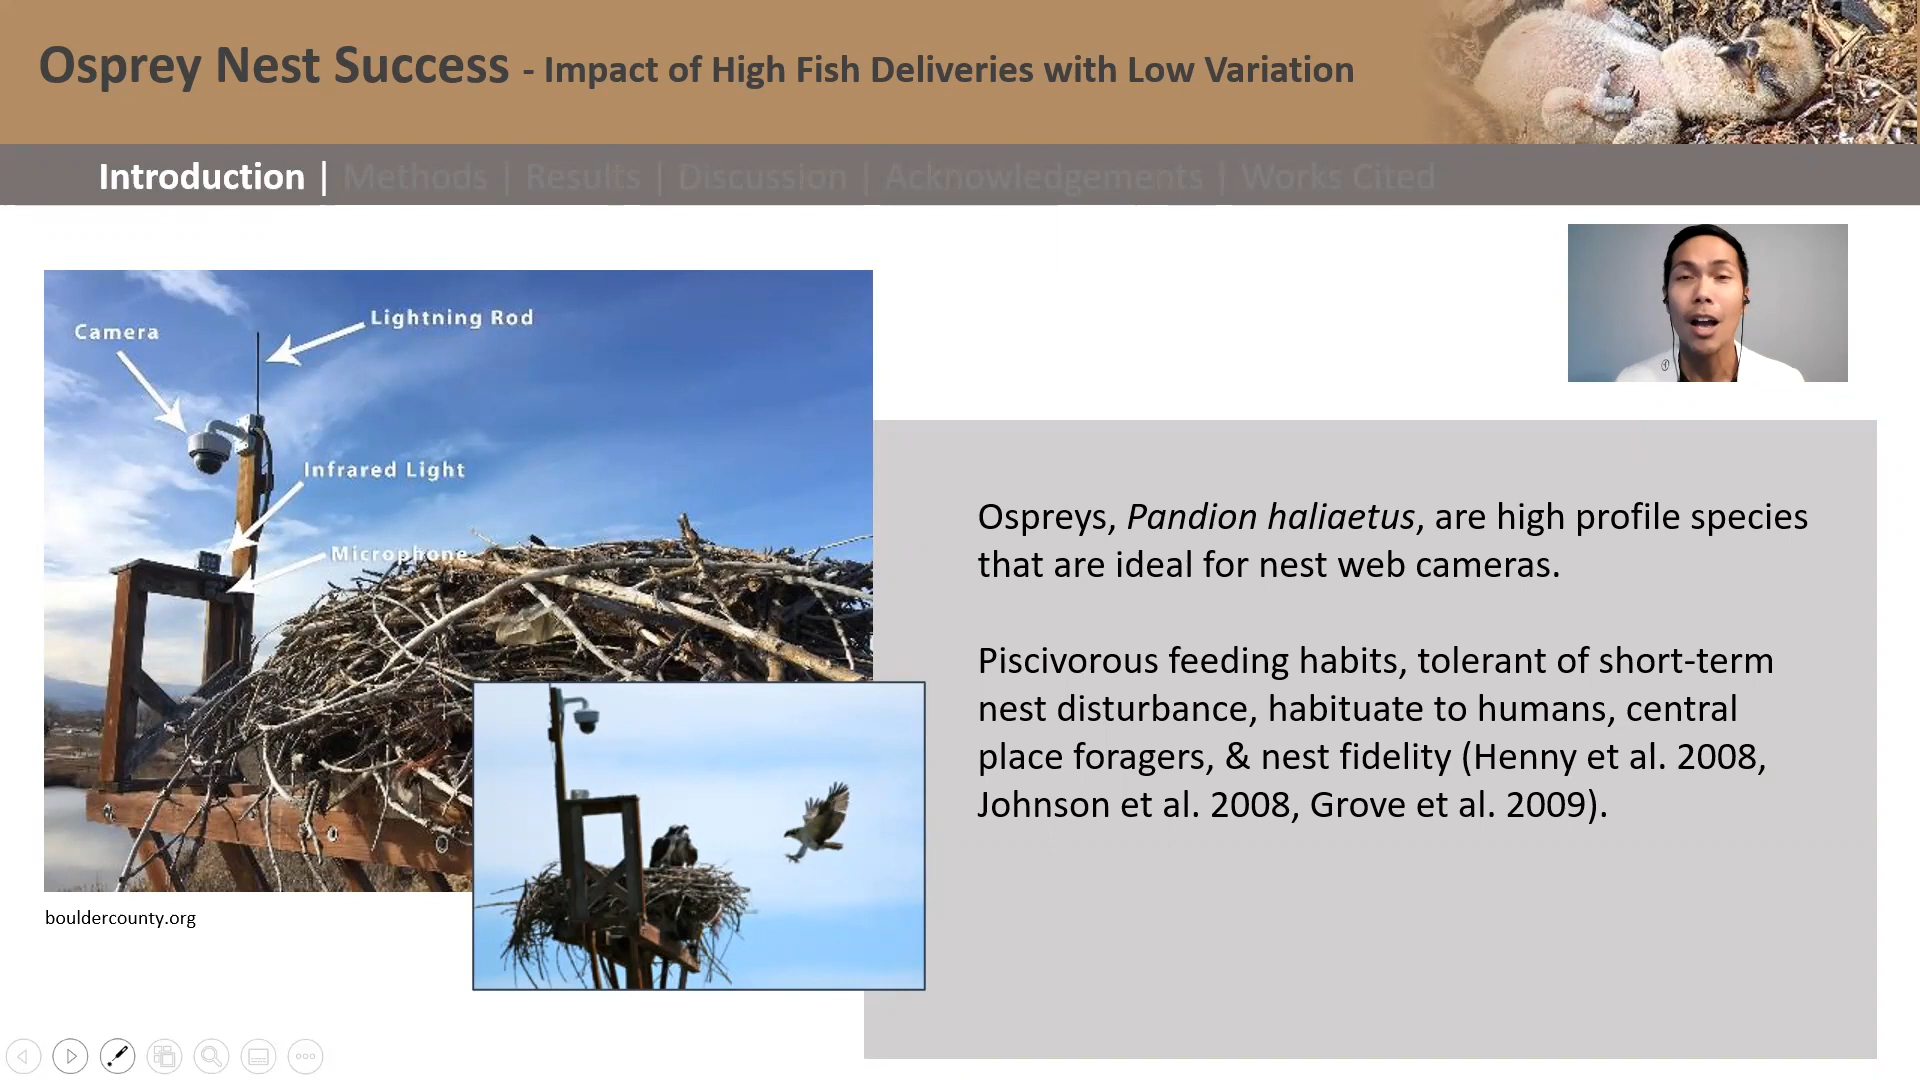 Osprey Nest Success - Impact of High Fish Deliveries with Low Variation
Introduction | Methods | Results | Discussion | Acknowledgements | Works Cited
Camera
Lightning Rod
Infrared Light
Microphone
Ospreys, Pandion haliaetus, are high profile species
that are ideal for nest web cameras.
Piscivorous feeding habits, tolerant of short-term
nest disturbance, habituate to humans, central
place foragers, & nest fidelity (Henny et al. 2008,
Johnson et al. 2008, Grove et al. 2009).
bouldercounty.org